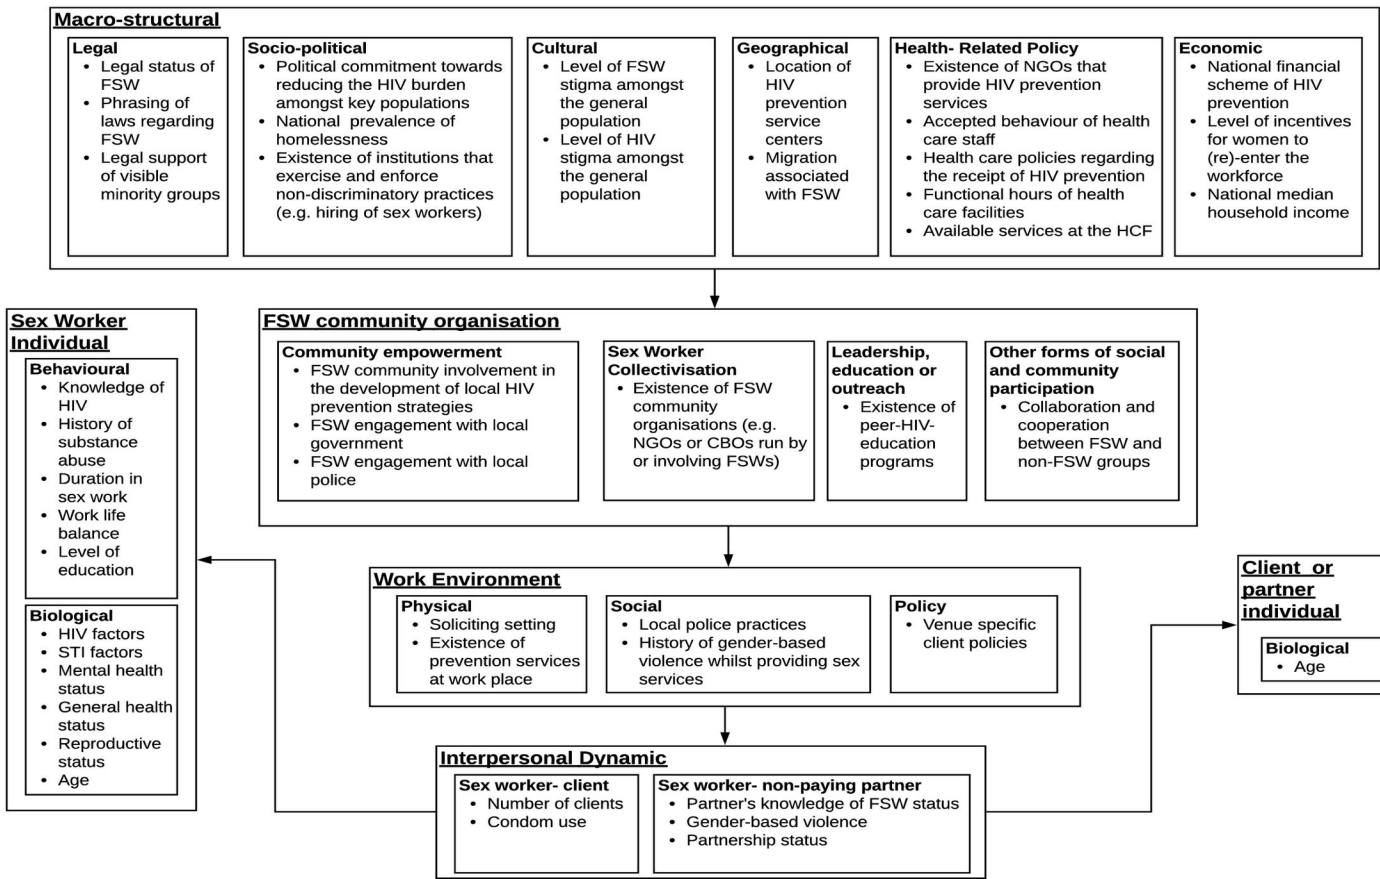 Macro-structural
Legal
• Legal status of
FSW
• Phrasing of
laws regarding
FSW
• Legal support
of visible
minority groups
Socio-political
• Political commitment towards
reducing the HIV burden
amongst key populations
• National prevalence of
homelessness
• Existence of institutions that
exercise and enforce
non-discriminatory practices
(e.g. hiring of sex workers)
Cultural
• Level of FSW
stigma amongst
the general
population
• Level of HIV
stigma amongst
the general
population
Geographical
• Location of
HIV
prevention
service
centers
• Migration
associated
with FSW
Health- Related Policy
• Existence of NGOs that
provide HIV prevention
services
• Accepted behaviour of health
care staff
• Health care policies regarding
the receipt of HIV prevention
• Functional hours of health
care facilities
• Available services at the HCF
Economic
• National financial
scheme of HIV
prevention
• Level of incentives
for women to
(re)-enter the
workforce
• National median
household income
Sex Worker
Individual
Behavioural
• Knowledge of
HIV
• History of
substance
abuse
• Duration in
sex work
• Work life
balance
• Level of
education
Biological
• HIV factors
• STI factors
• Mental health
status
• General health
status
• Reproductive
status
• Age
FSW community organisation
Community empowerment
• FSW community involvement in
the development of local HIV
prevention strategies
• FSW engagement with local
government
• FSW engagement with local
police
Sex Worker
Collectivisation
• Existence of FSW
community
organisations (e.g.
NGOs or CBOs run by
or involving FSWs)
Leadership,
education or
outreach
• Existence of
peer-HIV-
education
programs
Other forms of social
and community
participation
• Collaboration and
cooperation
between FSW and
non-FSW groups
Work Environment
Physical
• Soliciting setting
• Existence of
prevention services
at work place
Social
• Local police practices
• History of gender-based
violence whilst providing sex
services
Policy
• Venue specific
client policies
Client or
partner
individual
Biological
• Age
Interpersonal Dynamic
Sex worker- client
• Number of clients
• Condom use
Sex worker- non-paying partner
• Partner's knowledge of FSW status
• Gender-based violence
• Partnership status